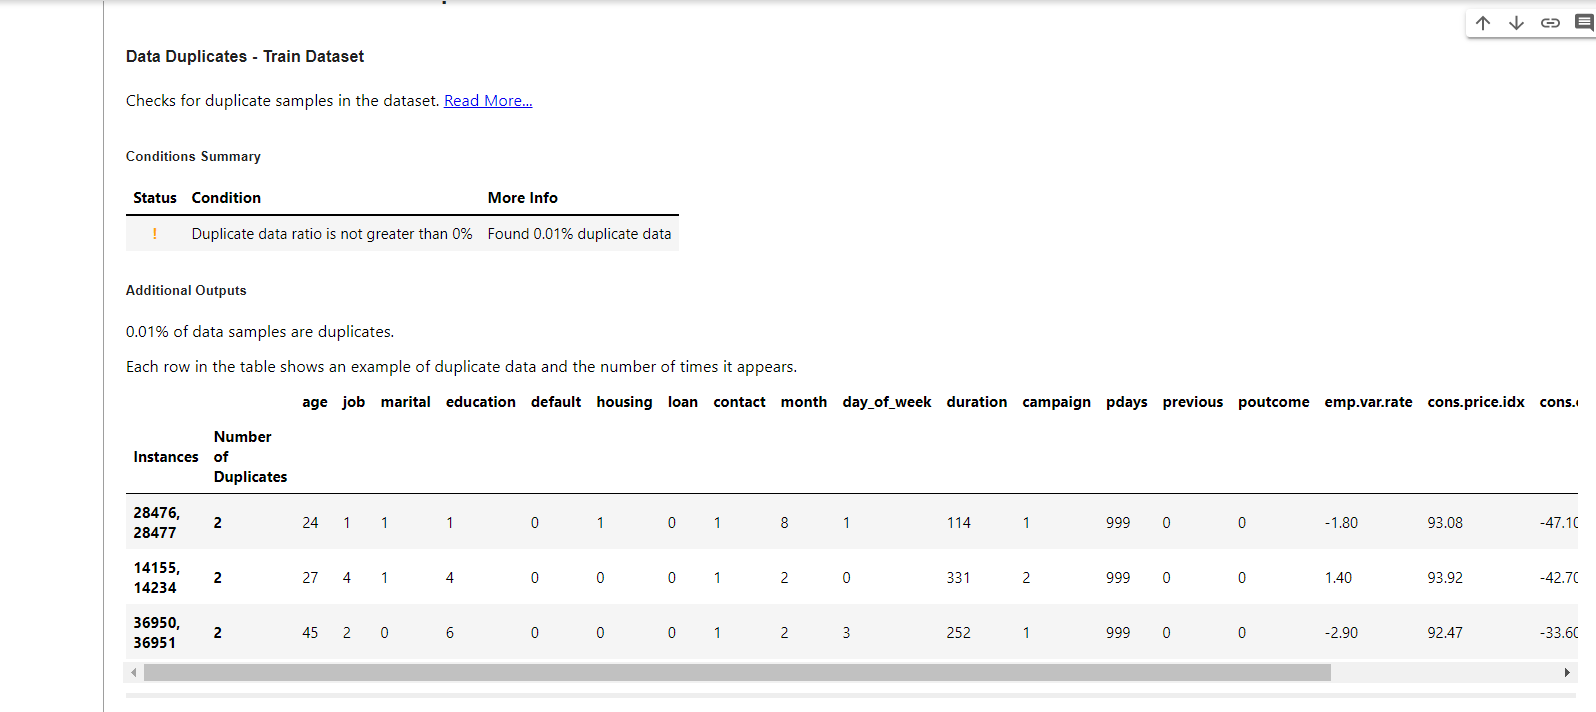 Data Duplicates - Train Dataset
Checks for duplicate samples in the dataset. Read More...
Conditions Summary
Status Condition More Info
! Duplicate data ratio is not greater than 0% Found 0.01% duplicate data
Additional Outputs
0.01% of data samples are duplicates.
Each row in the table shows an example of duplicate data and the number of times it appears.
age job marital education default housing loan contact month day_of_week duration campaign pdays previous poutcome emp.var.rate cons.price.idx
Number
Instances of
Duplicates
28476,
28477 2 24 1 1 1 0 1 0 1 8 1 114 1 999 0 0 -1.80 93.08 -47.10
14155,
14234 2 27 4 1 4 0 0 0 1 2 0 331 2 999 0 0 1.40 93.92 -42.70
36950,
36951 2 45 2 0 6 0 0 0 1 2 3 252 1 999 0 0 -2.90 92.47 -33.60